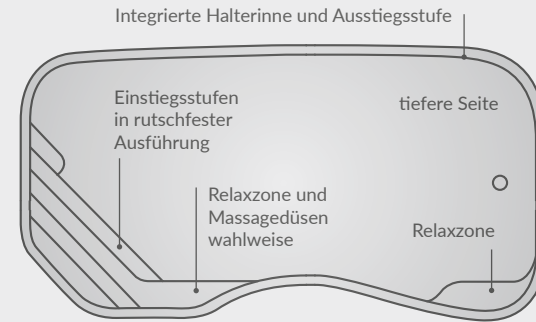 Integrierte Halterinne und Ausstiegsstufe
Einstiegsstufen
in rutschfester
Ausführung
tiefere Seite
Relaxzone und
Massagedüsen
wahlweise
Relaxzone